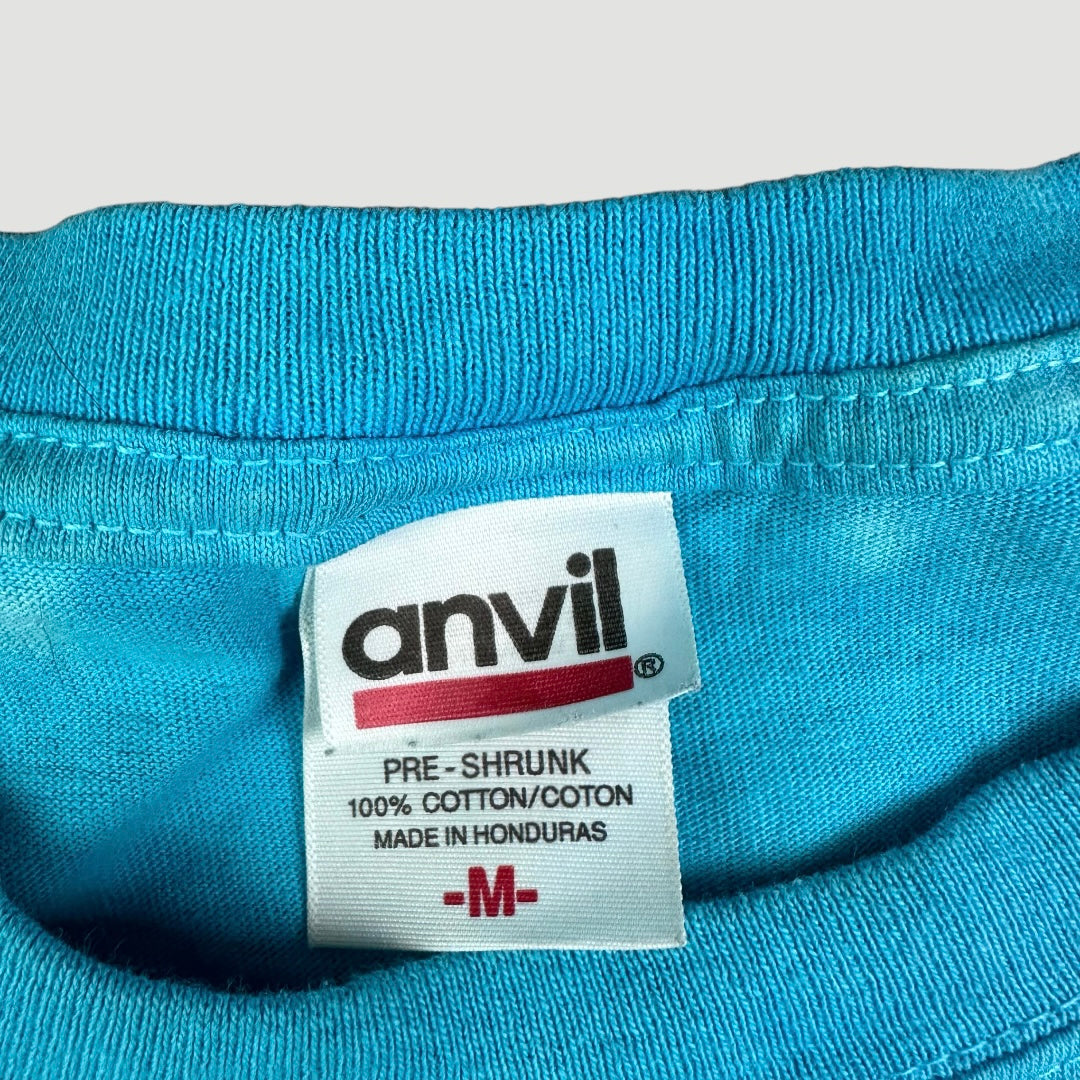 anvil®
PRE-SHRUNK
100% COTTON/COTON
MADE IN HONDURAS
-M-